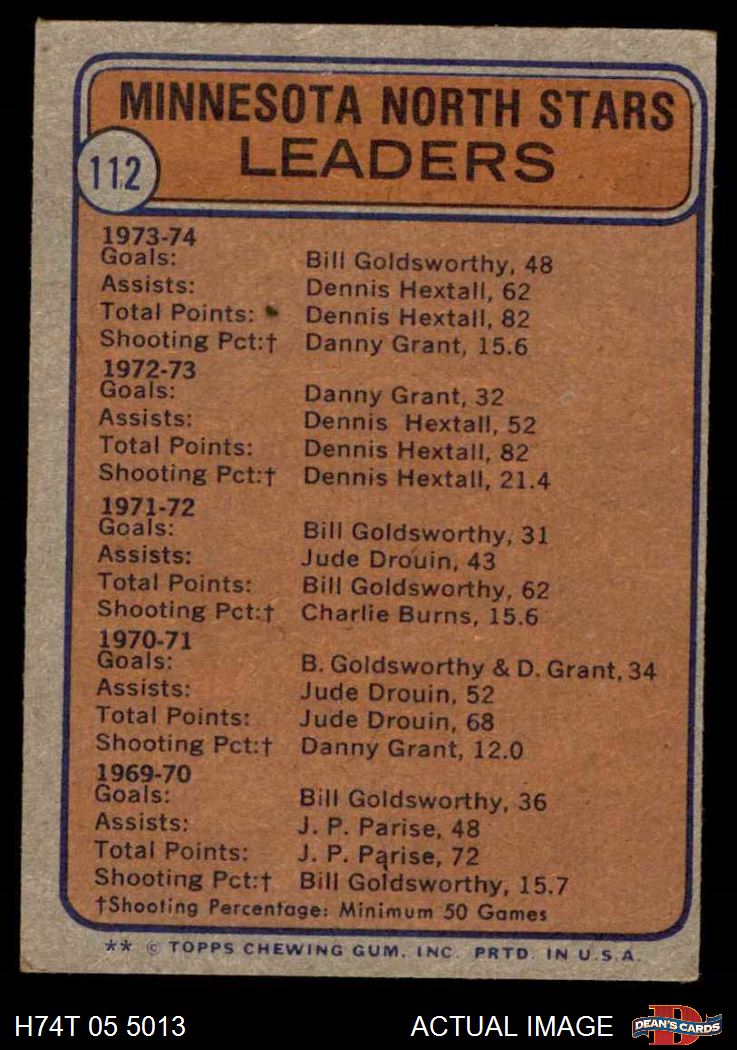 MINNESOTA NORTH STARS
LEADERS
112
1973-74
Goals: Bill Goldsworthy, 48
Assists: Dennis Hextall, 62
Total Points: Dennis Hextall, 82
Shooting Pct:† Danny Grant, 15.6
1972-73
Goals: Danny Grant, 32
Assists: Dennis Hextall, 52
Total Points: Dennis Hextall, 82
Shooting Pct:† Dennis Hextall, 21.4
1971-72
Goals: Bill Goldsworthy, 31
Assists: Jude Drouin, 43
Total Points: Bill Goldsworthy, 62
Shooting Pct:† Charlie Burns, 15.6
1970-71
Goals: B. Goldsworthy & D. Grant, 34
Assists: Jude Drouin, 52
Total Points: Jude Drouin, 68
Shooting Pct:† Danny Grant, 12.0
1969-70
Goals: Bill Goldsworthy, 36
Assists: J. P. Parise, 48
Total Points: J. P. Parise, 72
Shooting Pct:† Bill Goldsworthy, 15.7
†Shooting Percentage: Minimum 50 Games
** © TOPPS CHEWING GUM, INC. PRTD. IN U.S.A.
H74T 05 5013 ACTUAL IMAGE D DEAN'S CARDS